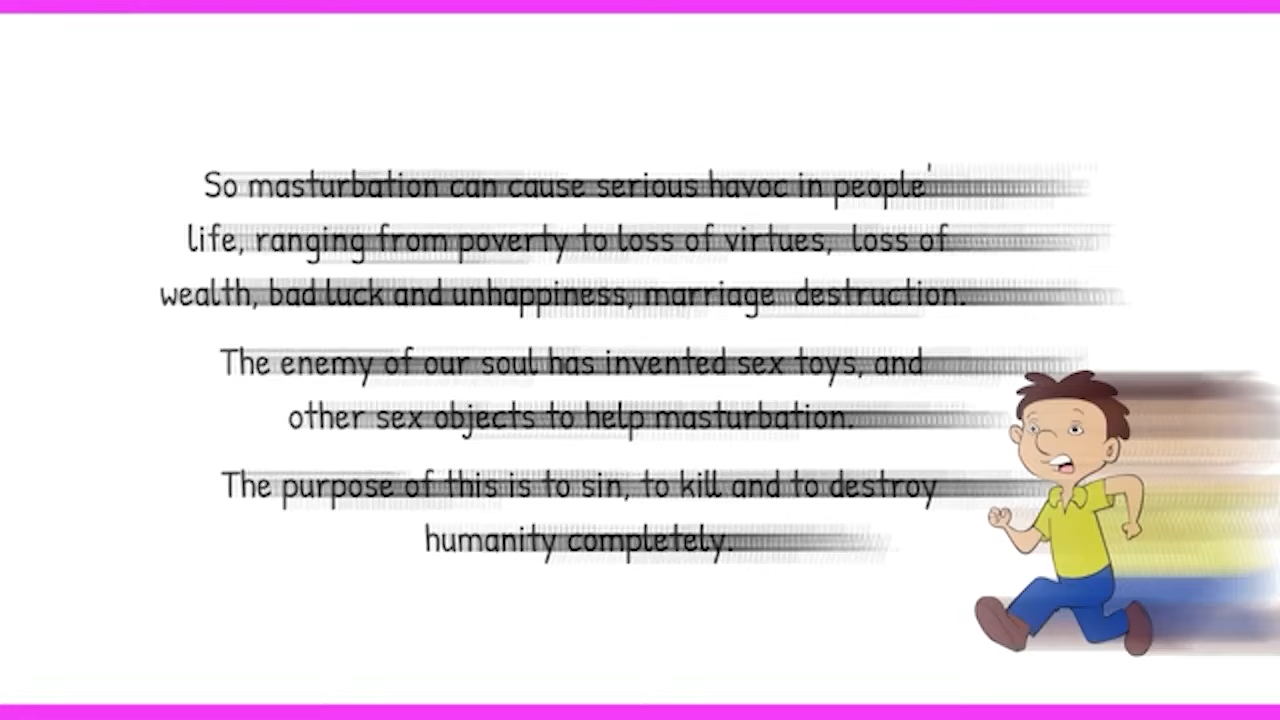 So masturbation can cause serious havoc in people'
life, ranging from poverty to loss of virtues, loss of
wealth, bad luck and unhappiness, marriage destruction.
The enemy of our soul has invented sex toys, and
other sex objects to help masturbation.
The purpose of this is to sin, to kill and to destroy
humanity completely.